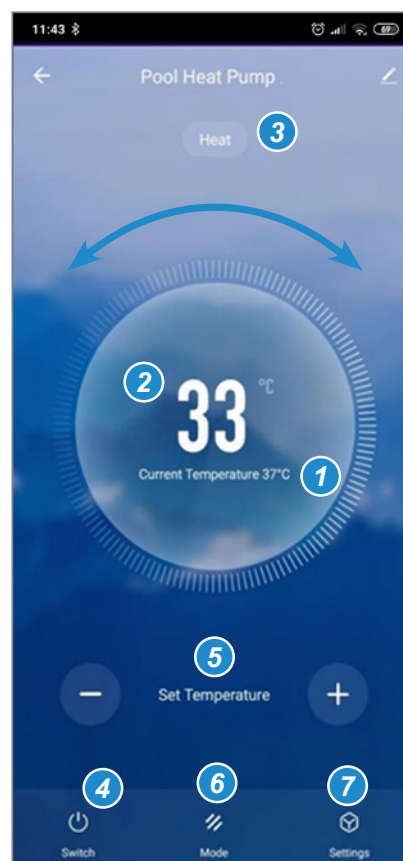 11:43 69
Pool Heat Pump
Heat 3
2 33 °C
Current Temperature 37°C 1
5
Set Temperature
4 6 7
Switch Mode Settings